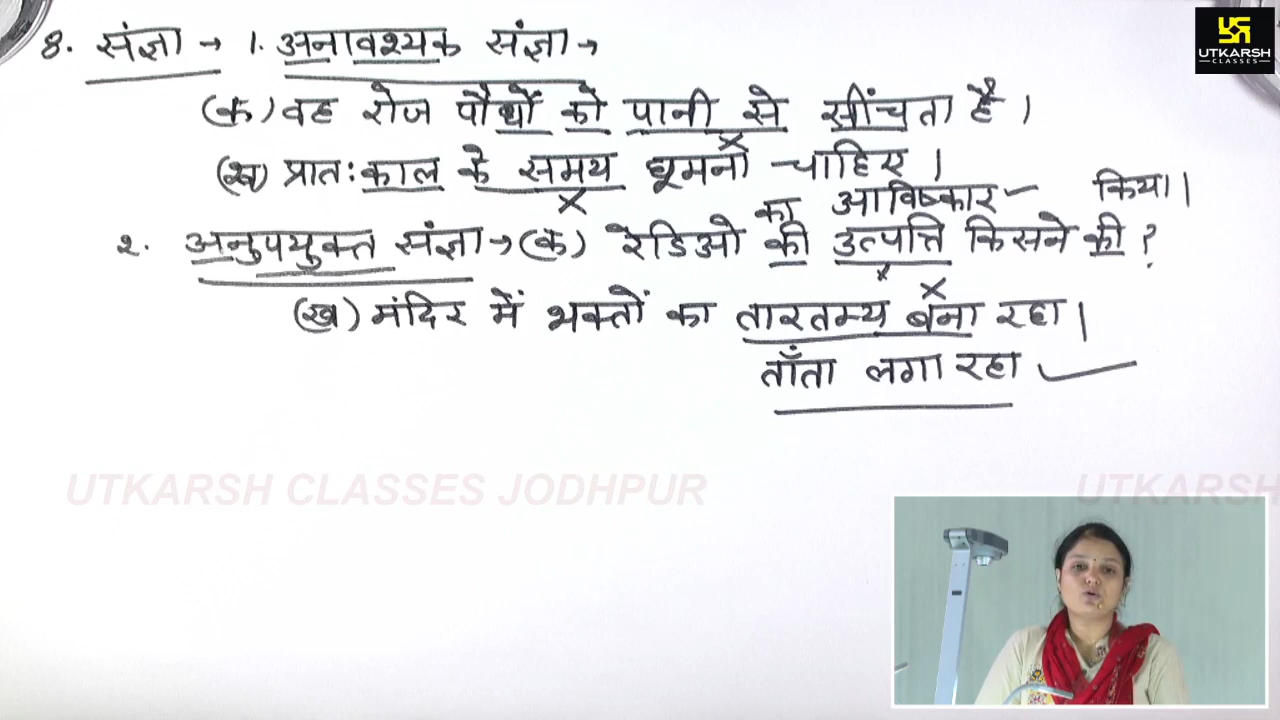 8. संज्ञा → 1. अनावश्यक संज्ञा →
(क) वह रोज पौधों को पानी से सींचता है।
(ख) प्रातःकाल के समय घूमना चाहिए।
का आविष्कार किया।
२. अनुपयुक्त संज्ञा → (क) रेडिओ की उत्पत्ति किसने की ?
(ख) मंदिर में भक्तों का तारतम्य बना रहा।
ताँता लगा रहा
UTKARSH CLASSES JODHPUR
UTKARSH
UTKARSH
CLASSES